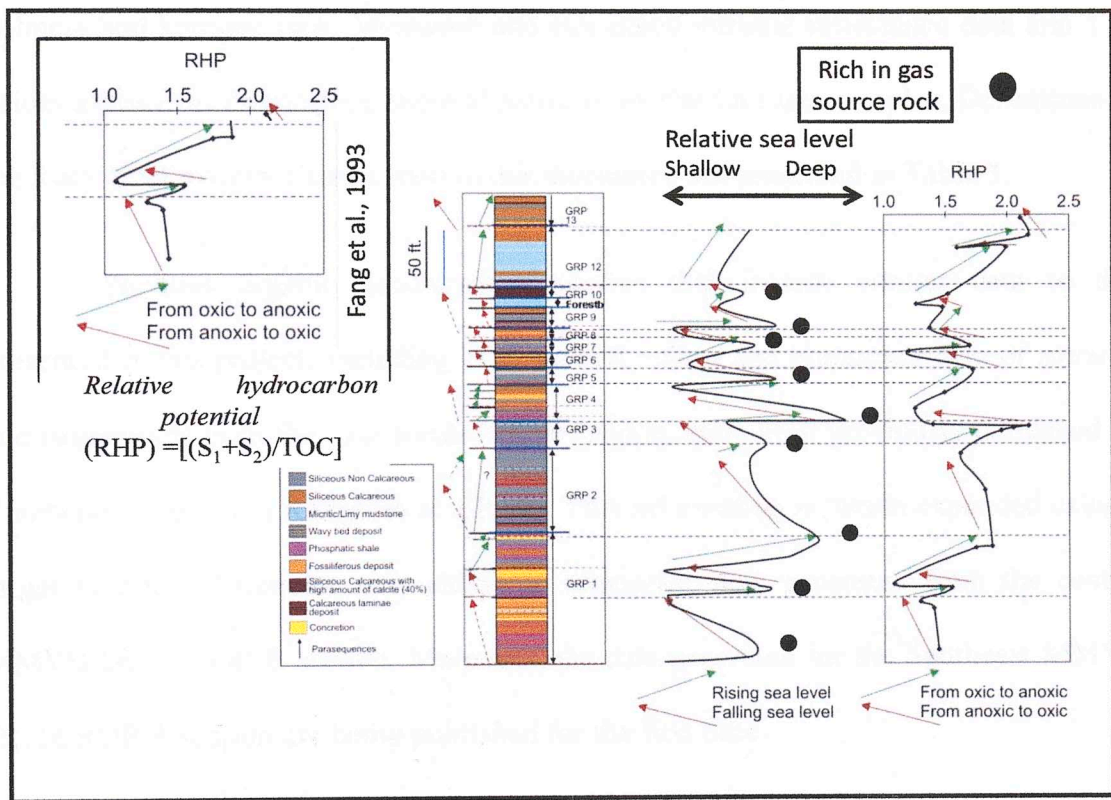 RHP
1.0 1.5 2.0 2.5
Fang et al., 1993
From oxic to anoxic
From anoxic to oxic
Relative hydrocarbon
potential
(RHP) =[(S₁+S₂)/TOC]
Siliceous Non Calcareous
Siliceous Calcareous
Micritic/Limy mudstone
Wavy bed deposit
Phosphatic shale
Fossiliferous deposit
Siliceous Calcareous with
high amount of calcite (40%)
Calcareous laminae
deposit
Concretion
Parasequences
50 ft.
?
GRP
13
GRP 12
GRP 10
Forestb
GRP 9
GRP 8
GRP 7
GRP 6
GRP 5
GRP 4
GRP 3
GRP 2
GRP 1
Rich in gas
source rock
Relative sea level
Shallow Deep
Rising sea level
Falling sea level
RHP
1.0 1.5 2.0 2.5
From oxic to anoxic
From anoxic to oxic